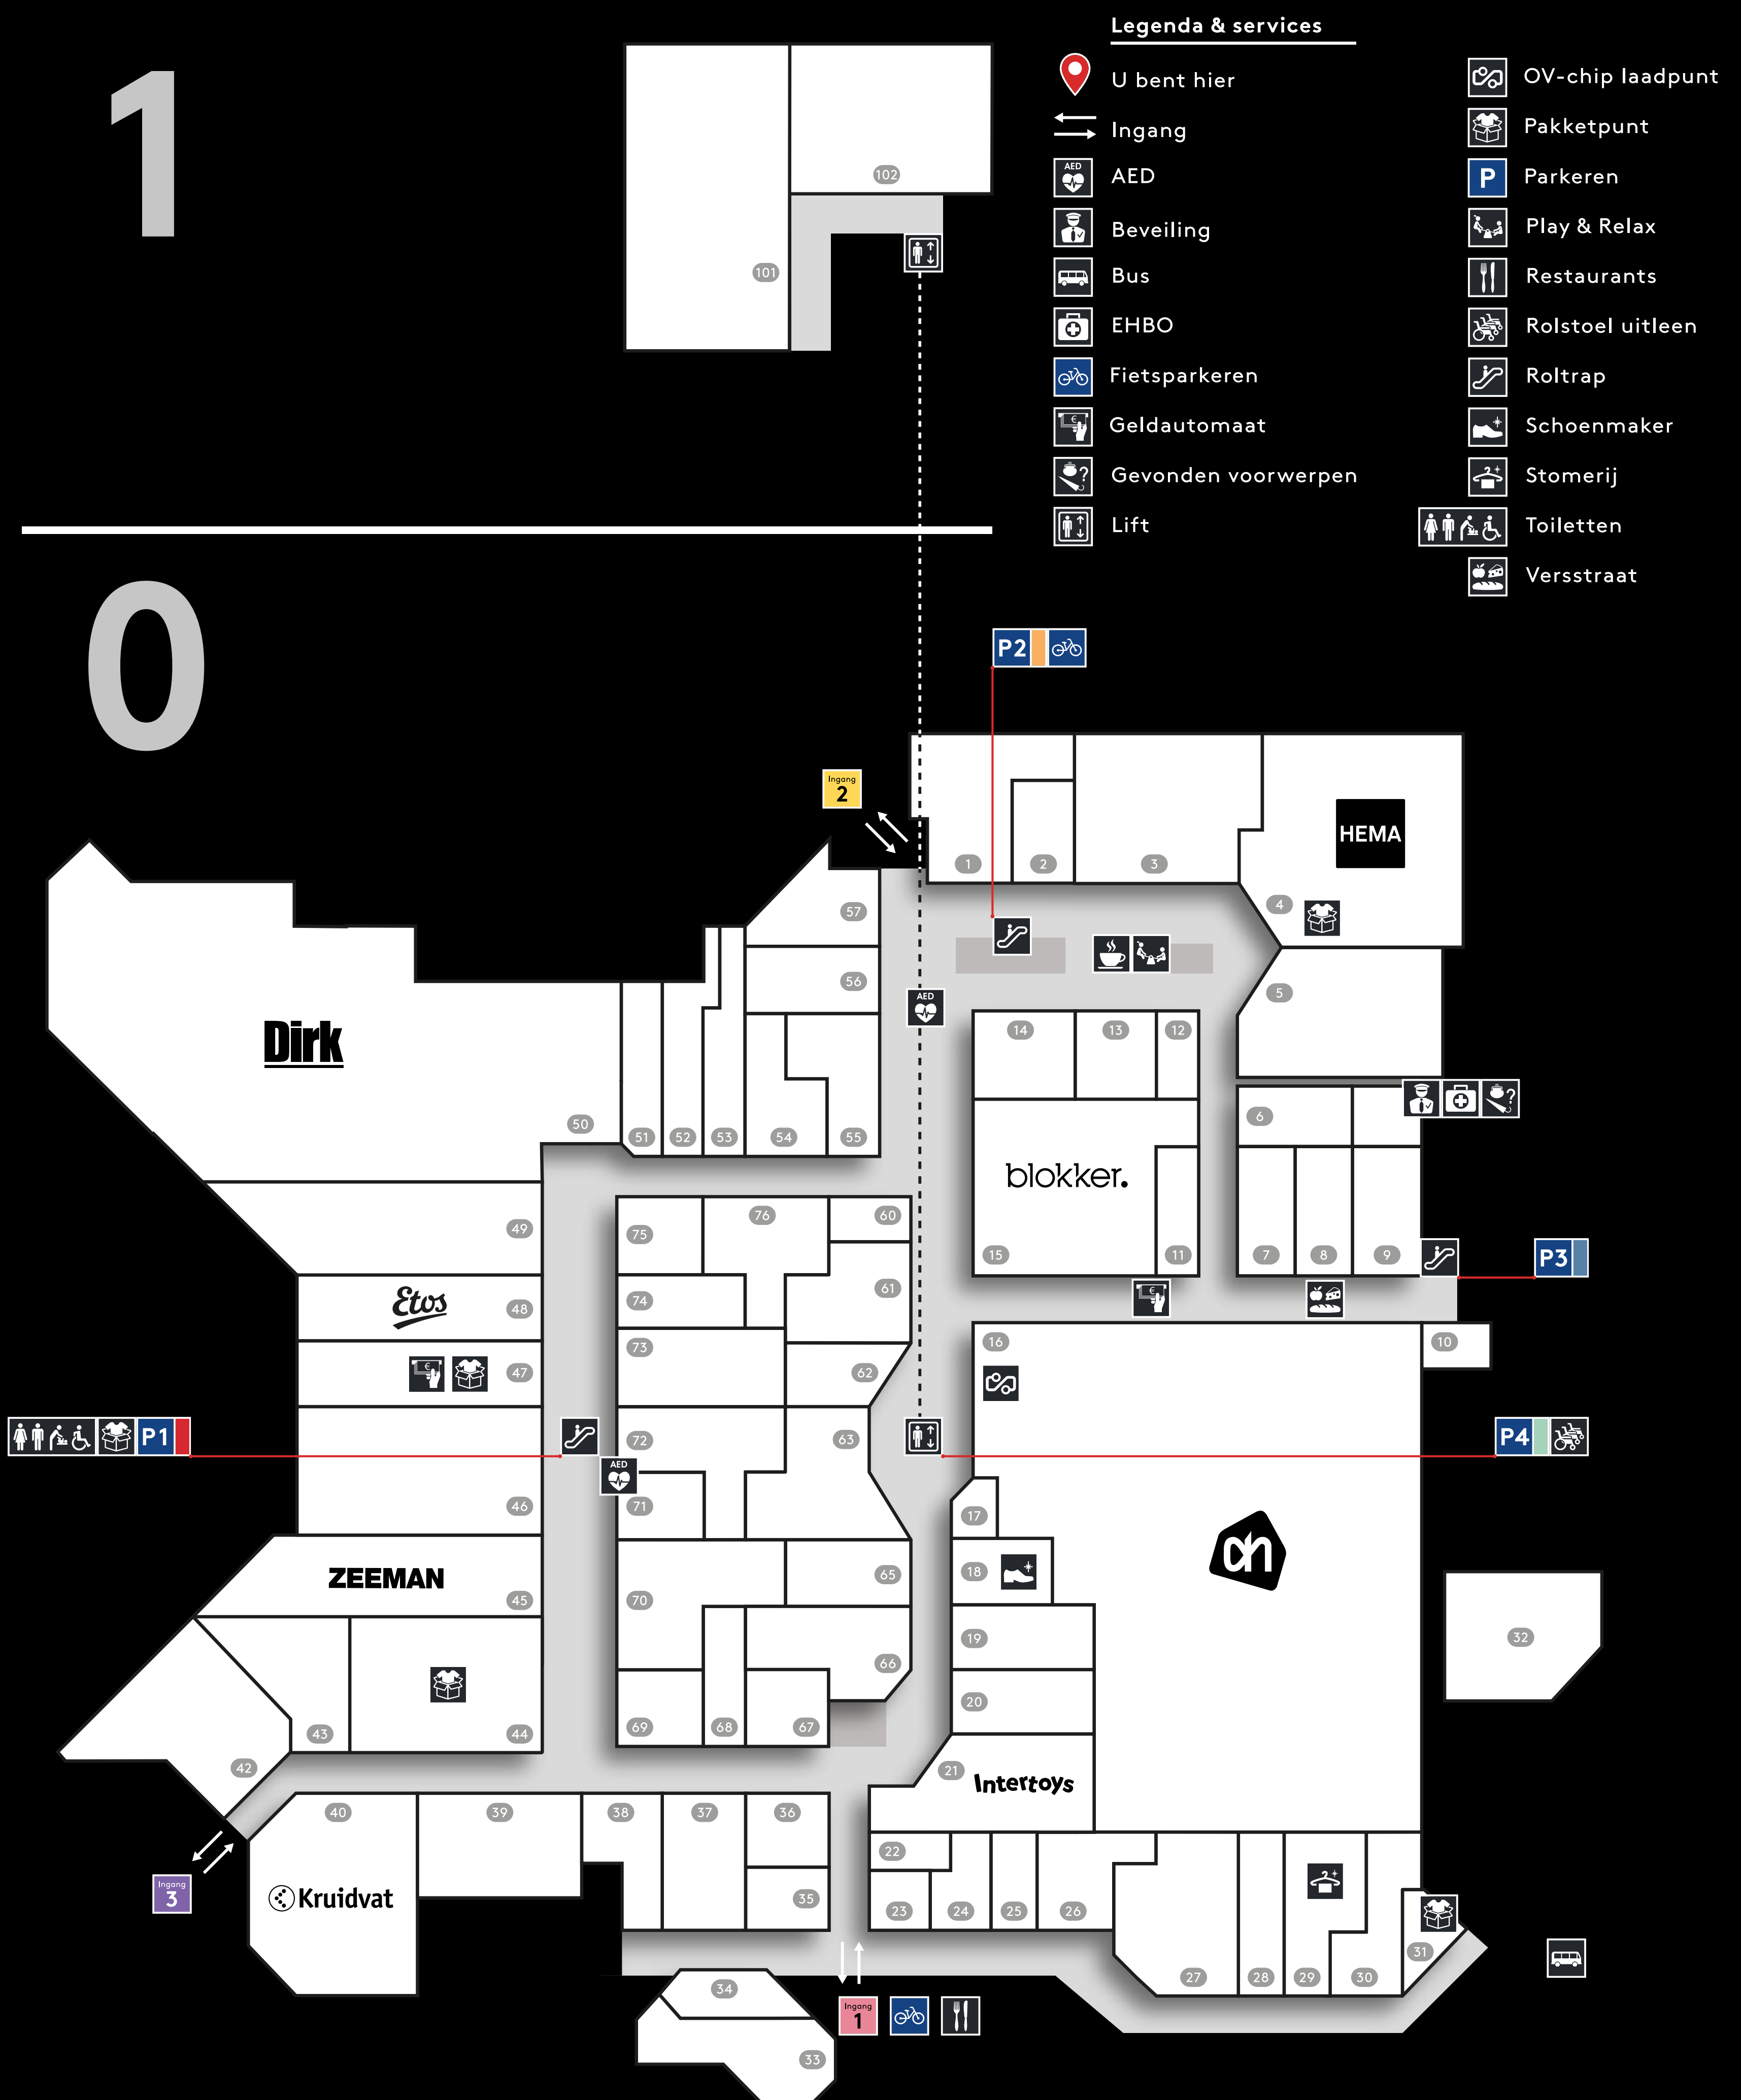 1
Legenda & services
U bent hier
Ingang
AED
AED
Beveiling
Bus
EHBO
Fietsparkeren
Geldautomaat
Gevonden voorwerpen
Lift
OV-chip laadpunt
Pakketpunt
P
Parkeren
Play & Relax
Restaurants
Rolstoel uitleen
Roltrap
Schoenmaker
Stomerij
Toiletten
Versstraat
102
101
0
P2
Ingang
2
1
2
3
HEMA
4
57
56
5
AED
14
13
12
Dirk
50
51
52
53
54
55
6
blokker.
49
75
76
60
15
11
7
8
9
P3
Etos
48
74
61
16
10
47
73
62
P1
72
63
P4
AED
46
71
17
ah
ZEEMAN
45
70
65
18
19
32
66
20
43
44
69
68
67
42
21
Intertoys
40
39
38
37
36
22
Ingang
3
Kruidvat
35
23
24
25
26
31
27
28
29
30
34
Ingang
1
33